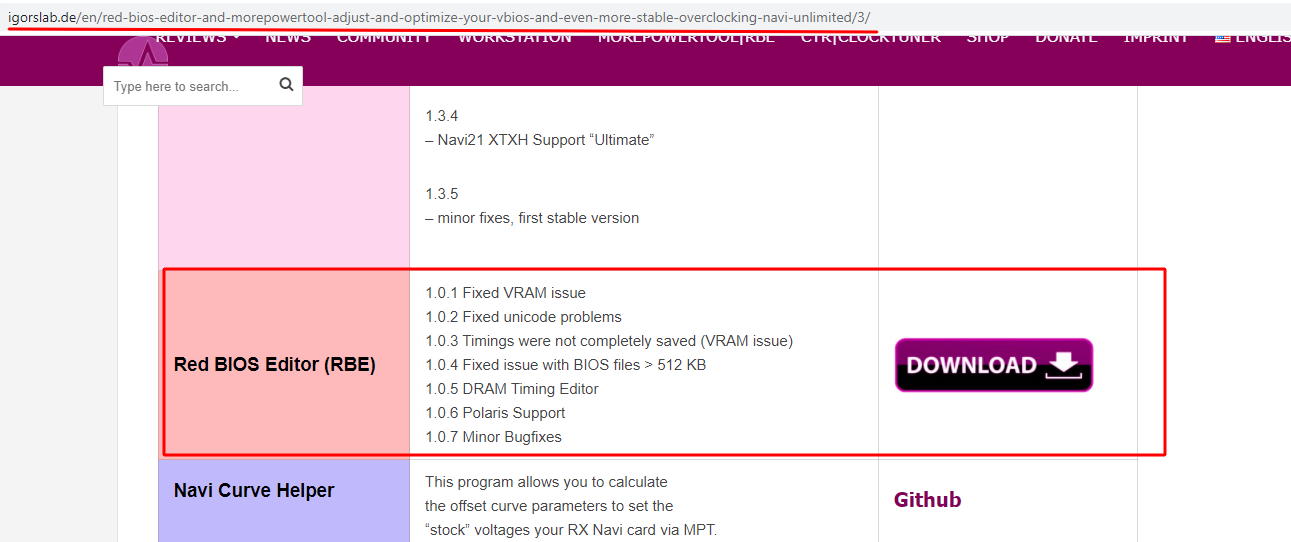 igorslab.de/en/red-bios-editor-and-morepowertool-adjust-and-optimize-your-vbios-and-even-more-stable-overclocking-navi-unlimited/3/
REVIEWS NEWS COMMUNITY WORKSTATION MOREPOWERTOOL|RBE CTR|CLOCKTUNER SHOP DONATE IMPRINT ENGLIS
Type here to search...
1.3.4
– Navi21 XTXH Support “Ultimate”
1.3.5
– minor fixes, first stable version
Red BIOS Editor (RBE)
1.0.1 Fixed VRAM issue
1.0.2 Fixed unicode problems
1.0.3 Timings were not completely saved (VRAM issue)
1.0.4 Fixed issue with BIOS files > 512 KB
1.0.5 DRAM Timing Editor
1.0.6 Polaris Support
1.0.7 Minor Bugfixes
DOWNLOAD
Navi Curve Helper
This program allows you to calculate
the offset curve parameters to set the
“stock” voltages your RX Navi card via MPT.
Github